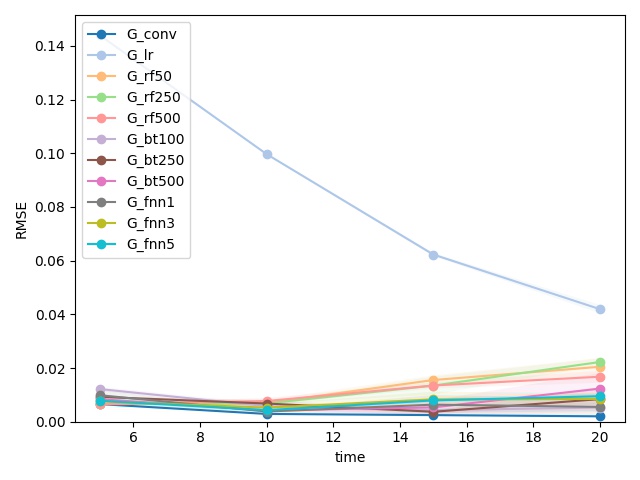 0.14
0.12
0.10
0.08
0.06
0.04
0.02
0.00
RMSE
G_conv
G_lr
G_rf50
G_rf250
G_rf500
G_bt100
G_bt250
G_bt500
G_fnn1
G_fnn3
G_fnn5
6 8 10 12 14 16 18 20
time